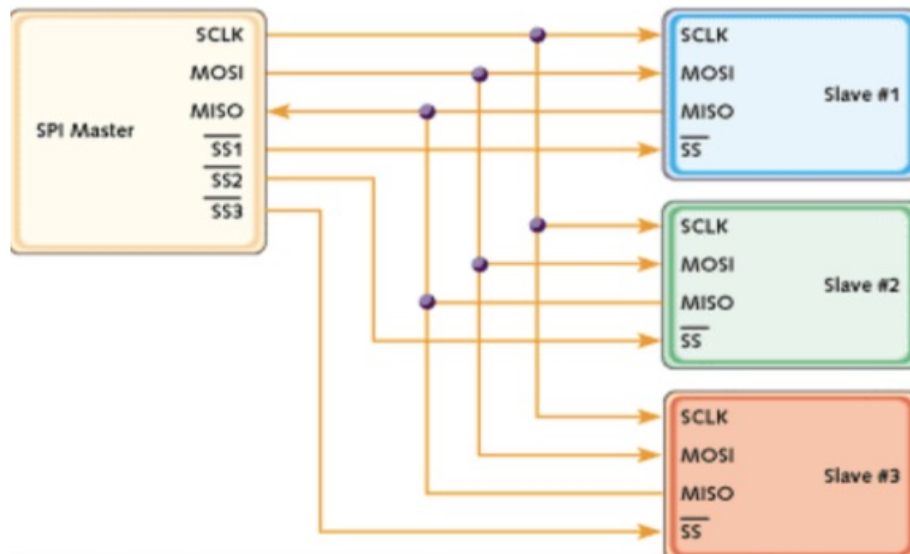 SPI Master
SCLK
MOSI
MISO
SS1
SS2
SS3
SCLK
MOSI
MISO
SS
Slave #1
SCLK
MOSI
MISO
SS
Slave #2
SCLK
MOSI
MISO
SS
Slave #3